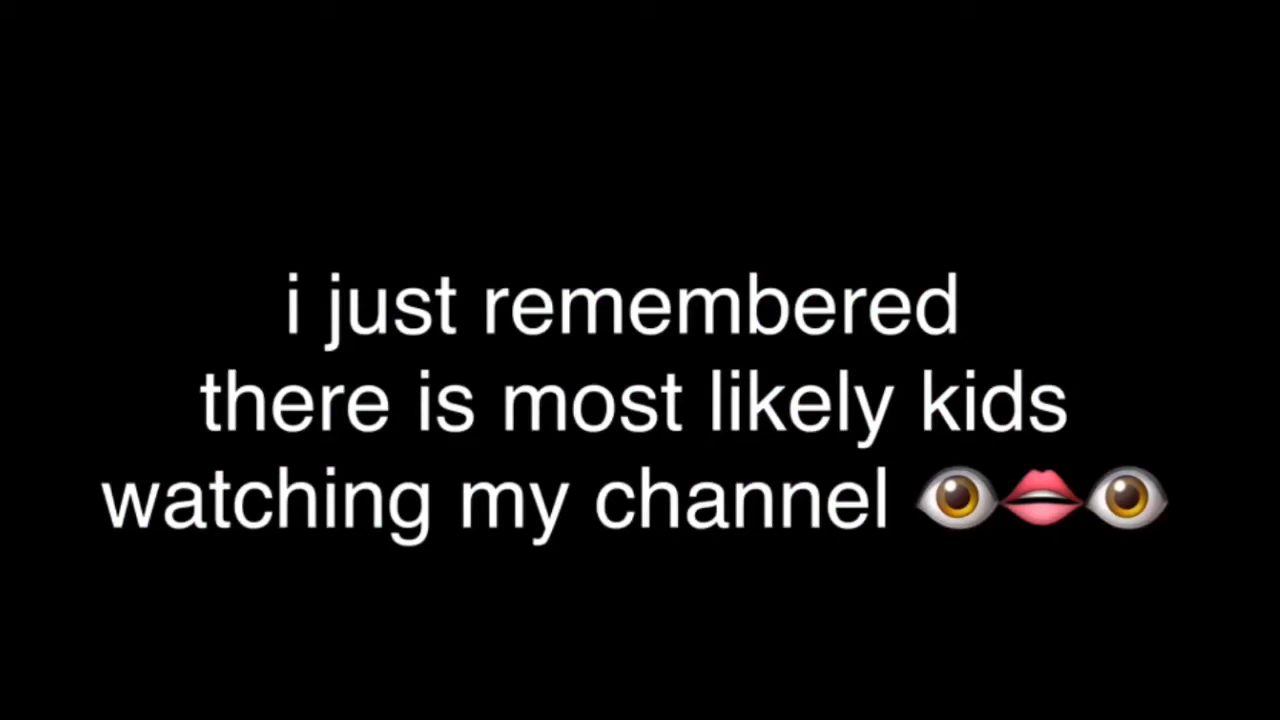 i just remembered
there is most likely kids
watching my channel 👁️👄👁️